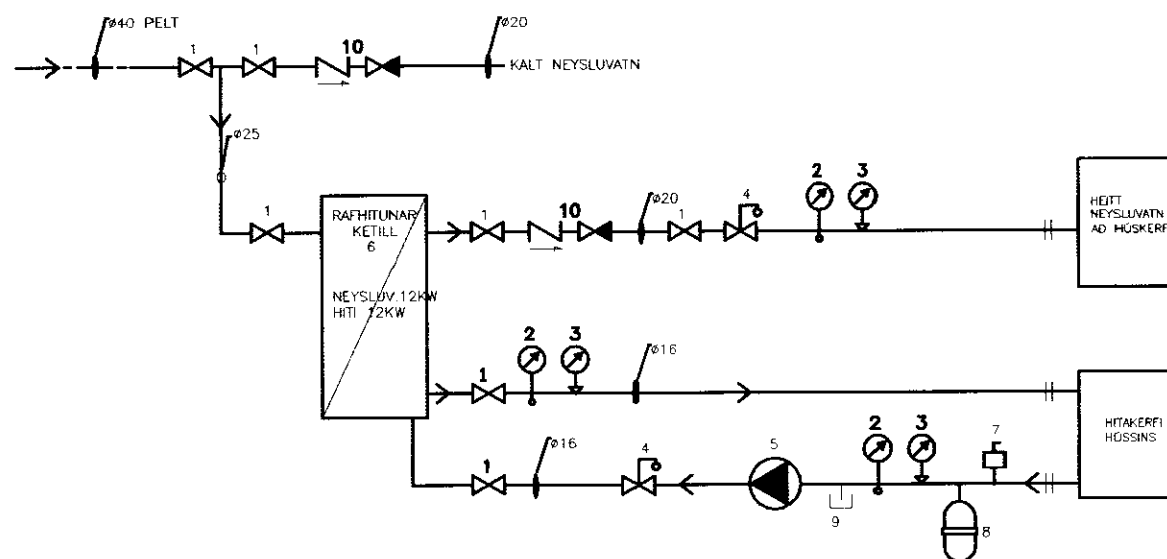 ø40 PELT
1
1
10
ø20
KALT NEYSLUVATN
ø25
1
RAFHITUNAR
KETILL
6
NEYSLUV.12KW
HITI 12KW
1
10
ø20
1
4
2
3
HEITT
NEYSLUVATN
AD HÚSKERFI
1
2
3
ø16
HITAKERFI
HÚSSINS
1
ø16
4
5
9
2
3
7
8